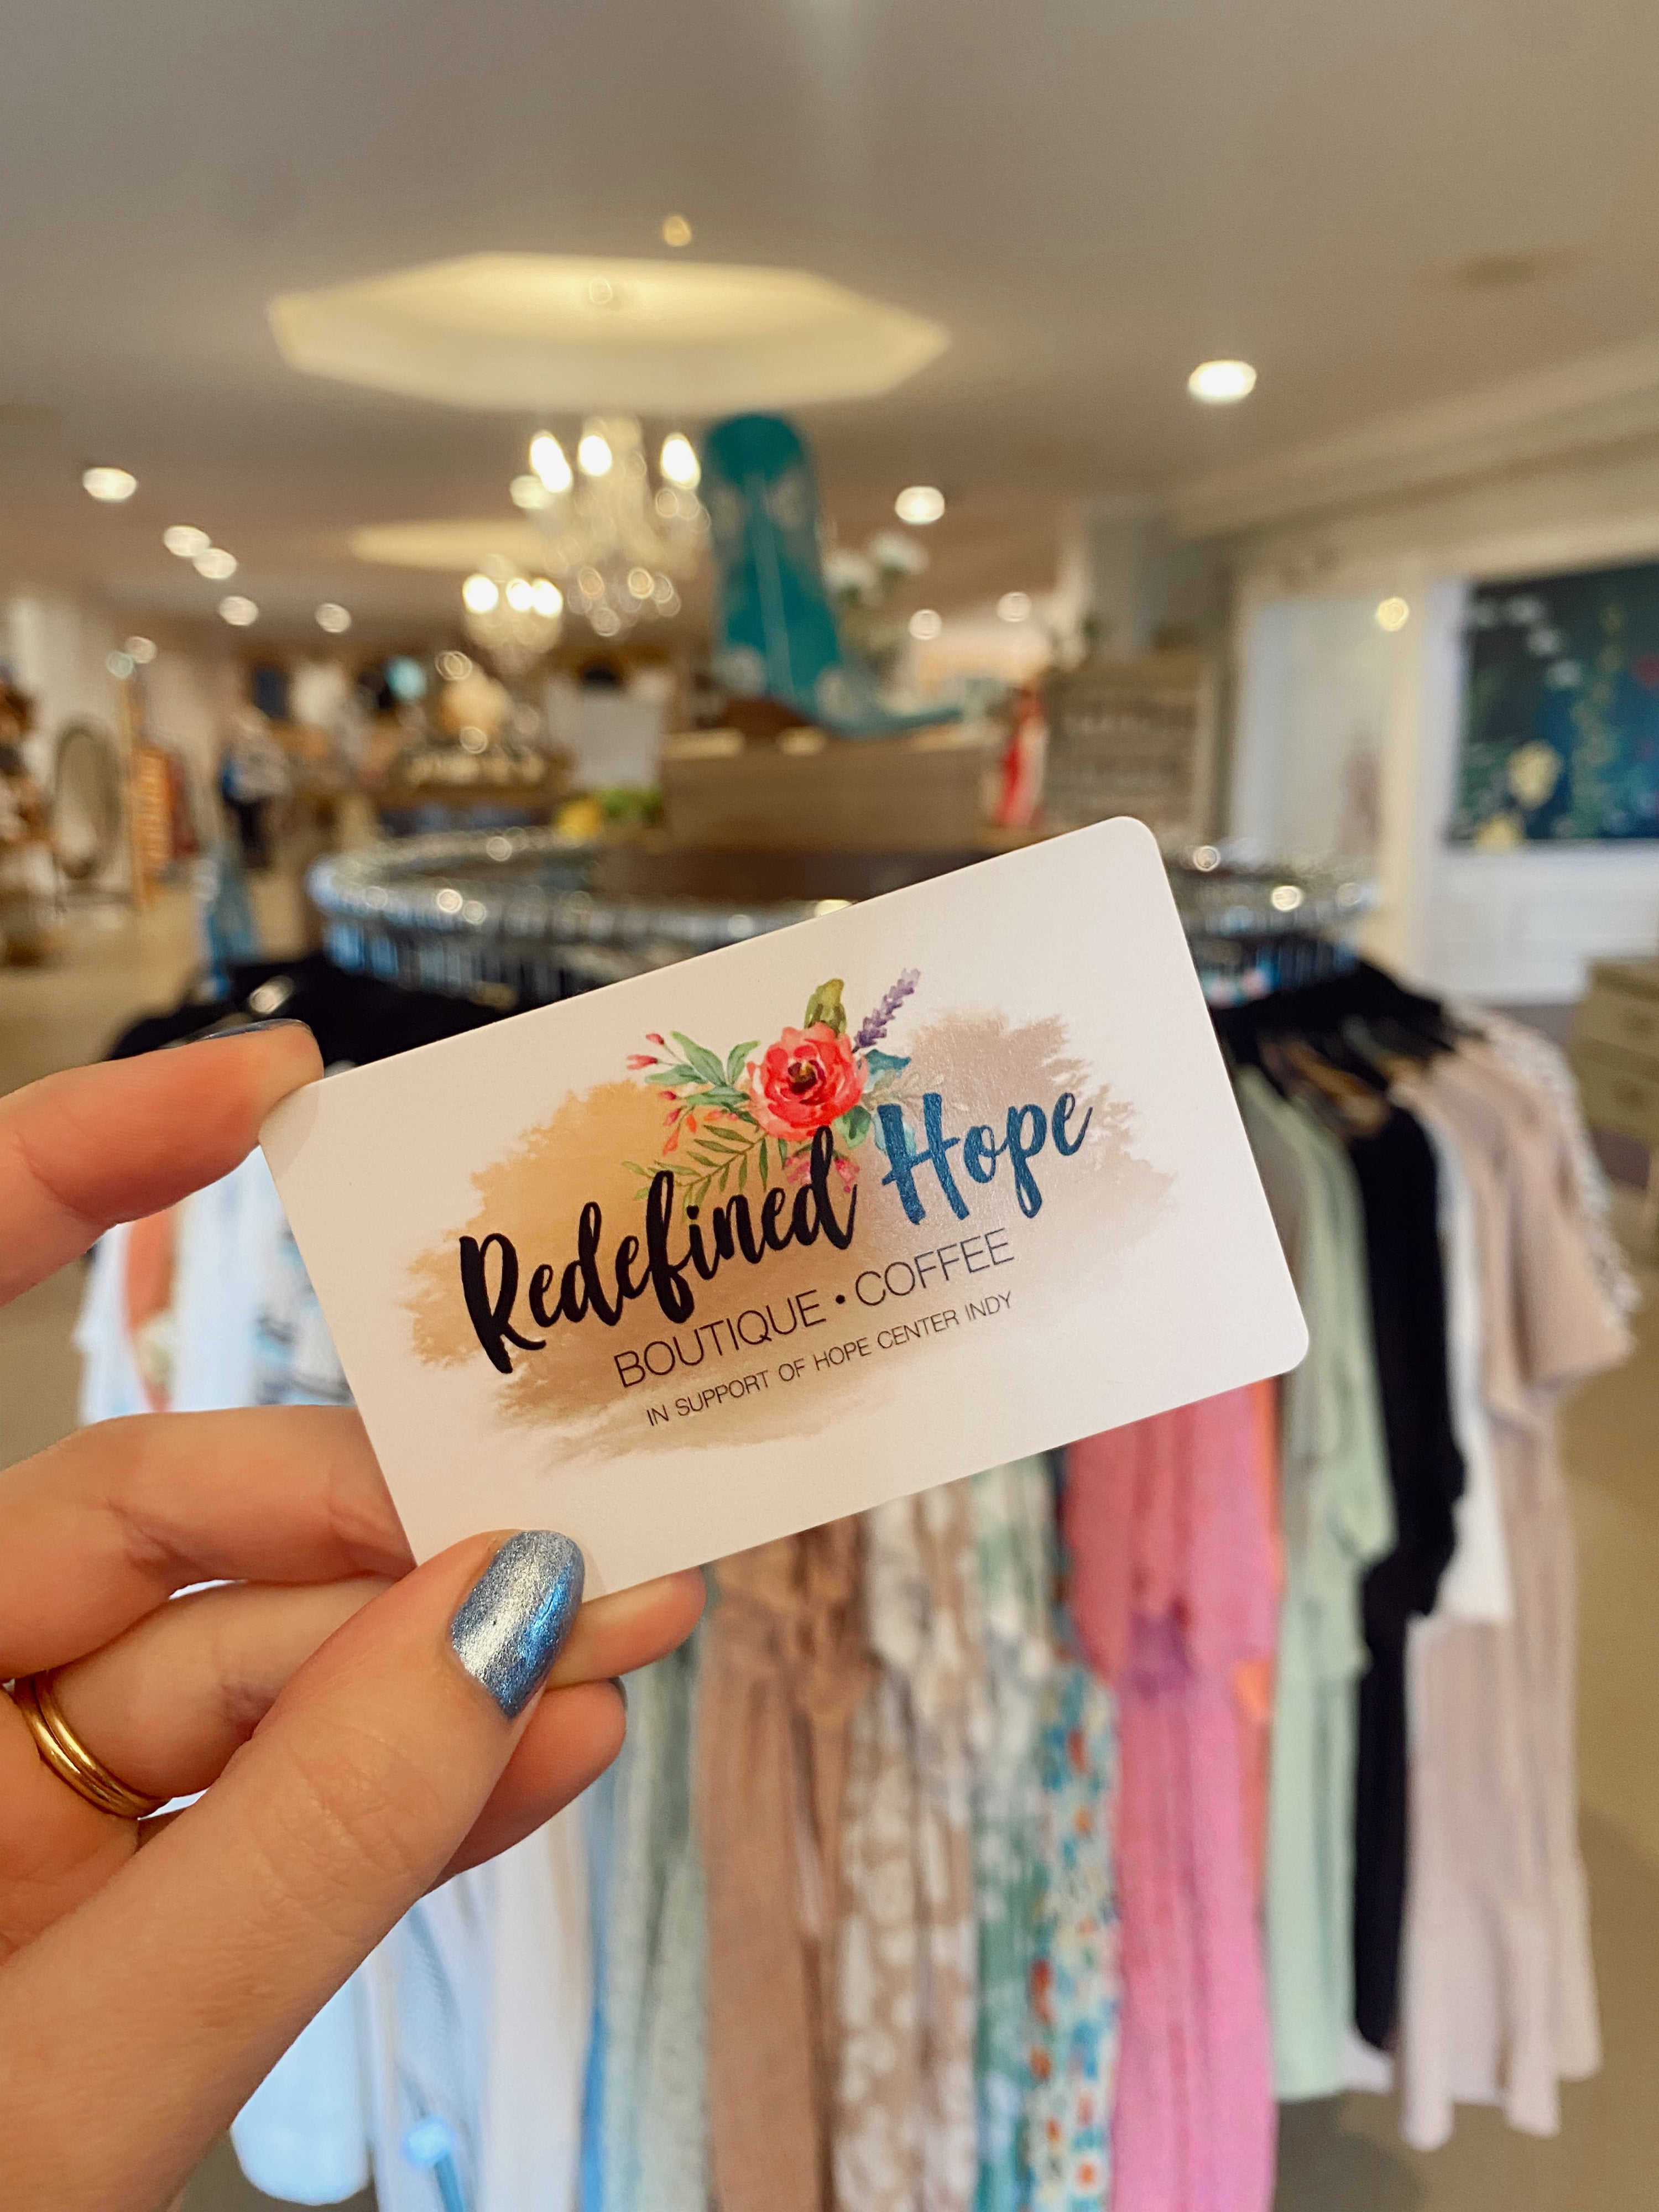 Redefined Hope
BOUTIQUE • COFFEE
IN SUPPORT OF HOPE CENTER INDY